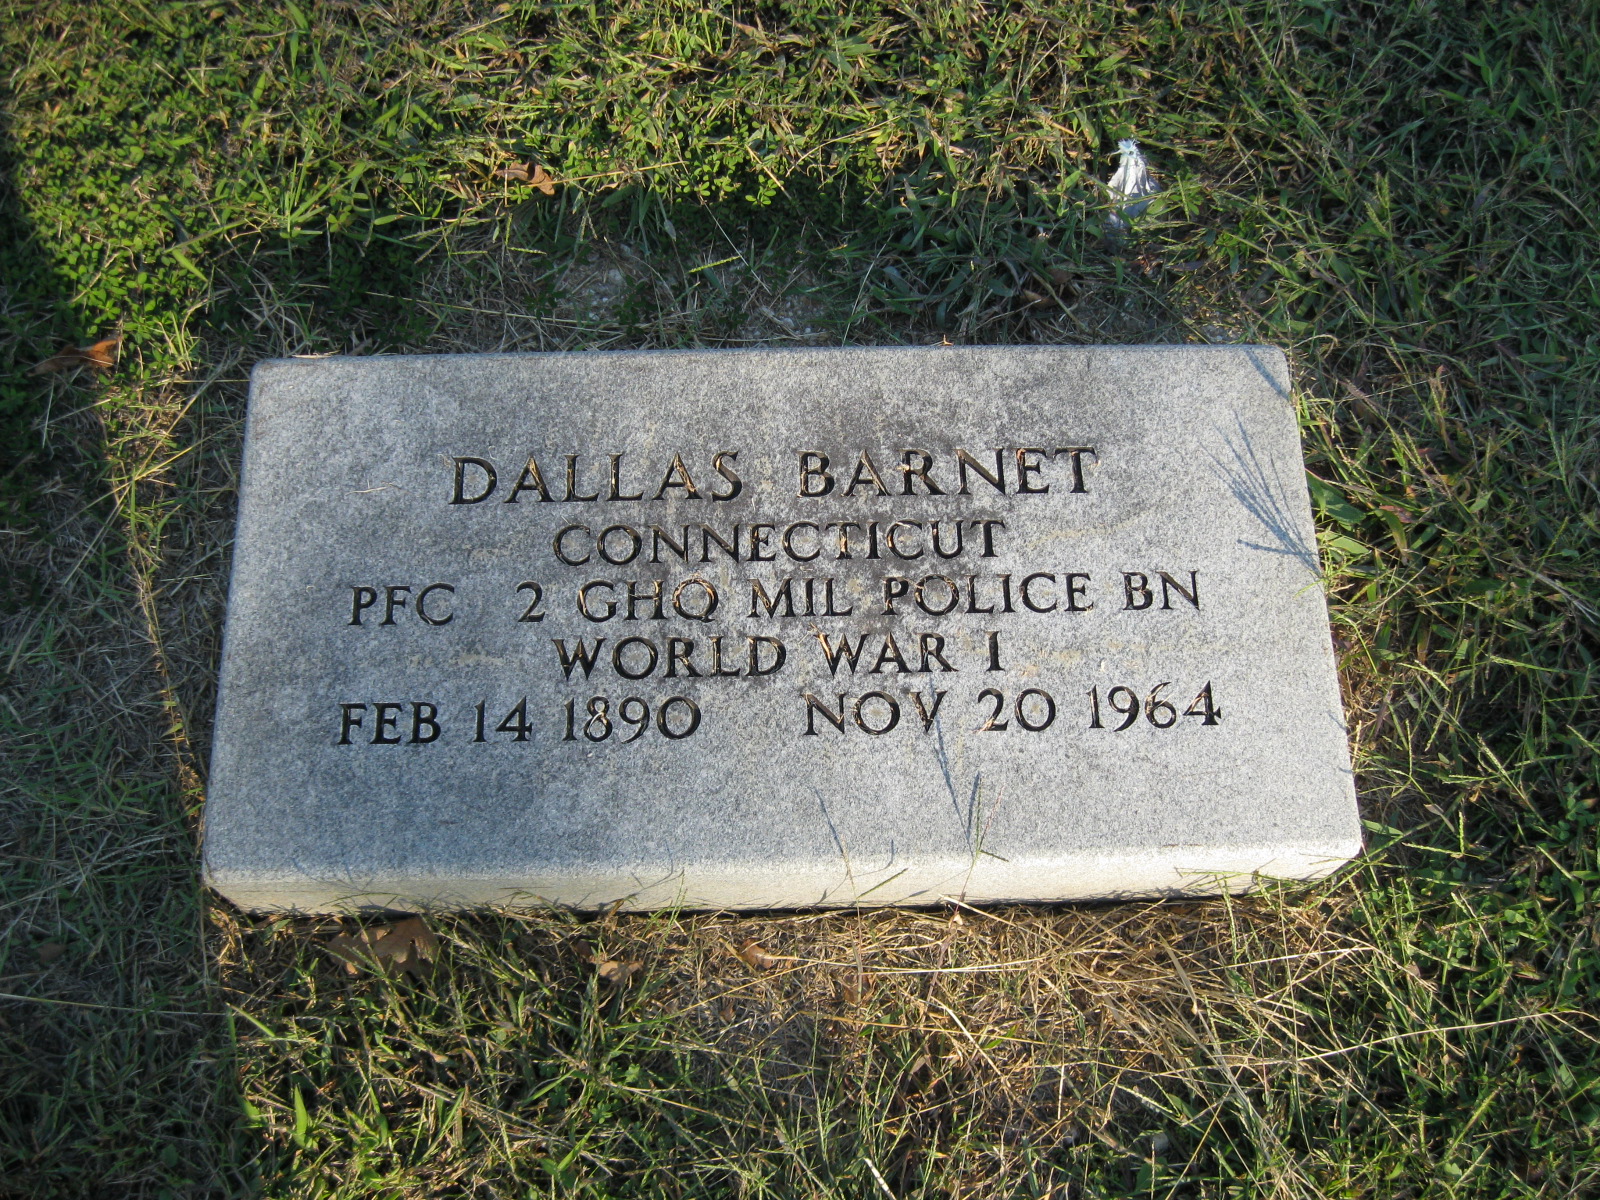 DALLAS BARNET
CONNECTICUT
PFC 2 GHQ MIL POLICE BN
WORLD WAR I
FEB 14 1890 NOV 20 1964